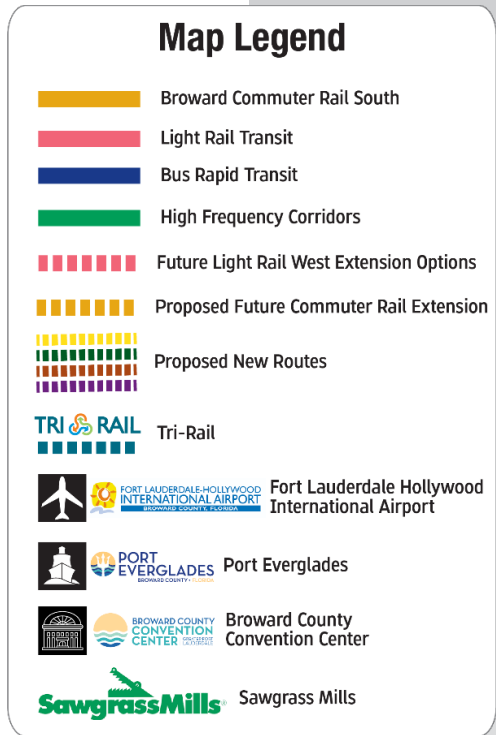 Map Legend
Broward Commuter Rail South
Light Rail Transit
Bus Rapid Transit
High Frequency Corridors
Future Light Rail West Extension Options
Proposed Future Commuter Rail Extension
Proposed New Routes
TRI RAIL
Tri-Rail
FORT LAUDERDALE-HOLLYWOOD
INTERNATIONAL AIRPORT
BROWARD COUNTY, FLORIDA
Fort Lauderdale Hollywood
International Airport
PORT
EVERGLADES
BROWARD COUNTY • FLORIDA
Port Everglades
BROWARD COUNTY
CONVENTION
CENTER
Broward County
Convention Center
SawgrassMills
Sawgrass Mills